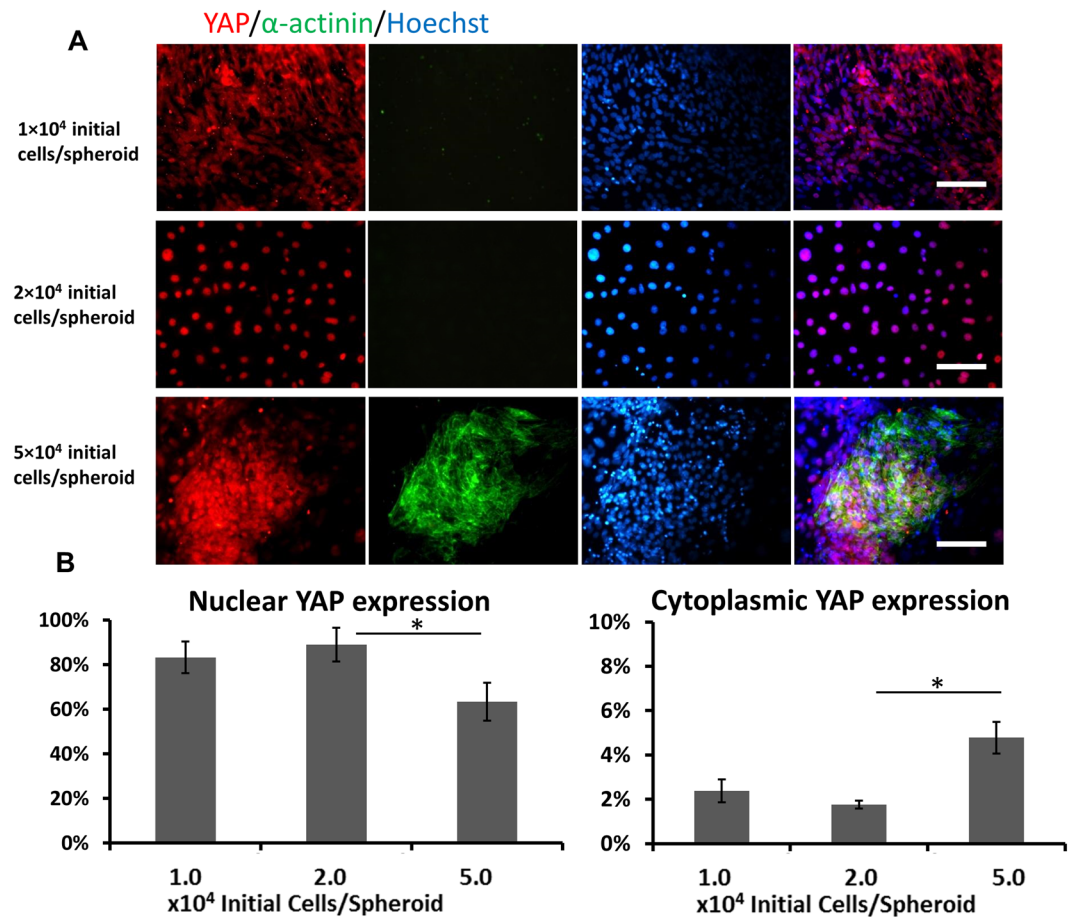 A
YAP/α-actinin/Hoechst
1×10⁴ initial
cells/spheroid
2×10⁴ initial
cells/spheroid
5×10⁴ initial
cells/spheroid
B
Nuclear YAP expression
100%
80%
60%
40%
20%
0%
*
1.0 2.0 5.0
x10⁴ Initial Cells/Spheroid
Cytoplasmic YAP expression
10%
8%
6%
4%
2%
0%
*
1.0 2.0 5.0
x10⁴ Initial Cells/Spheroid